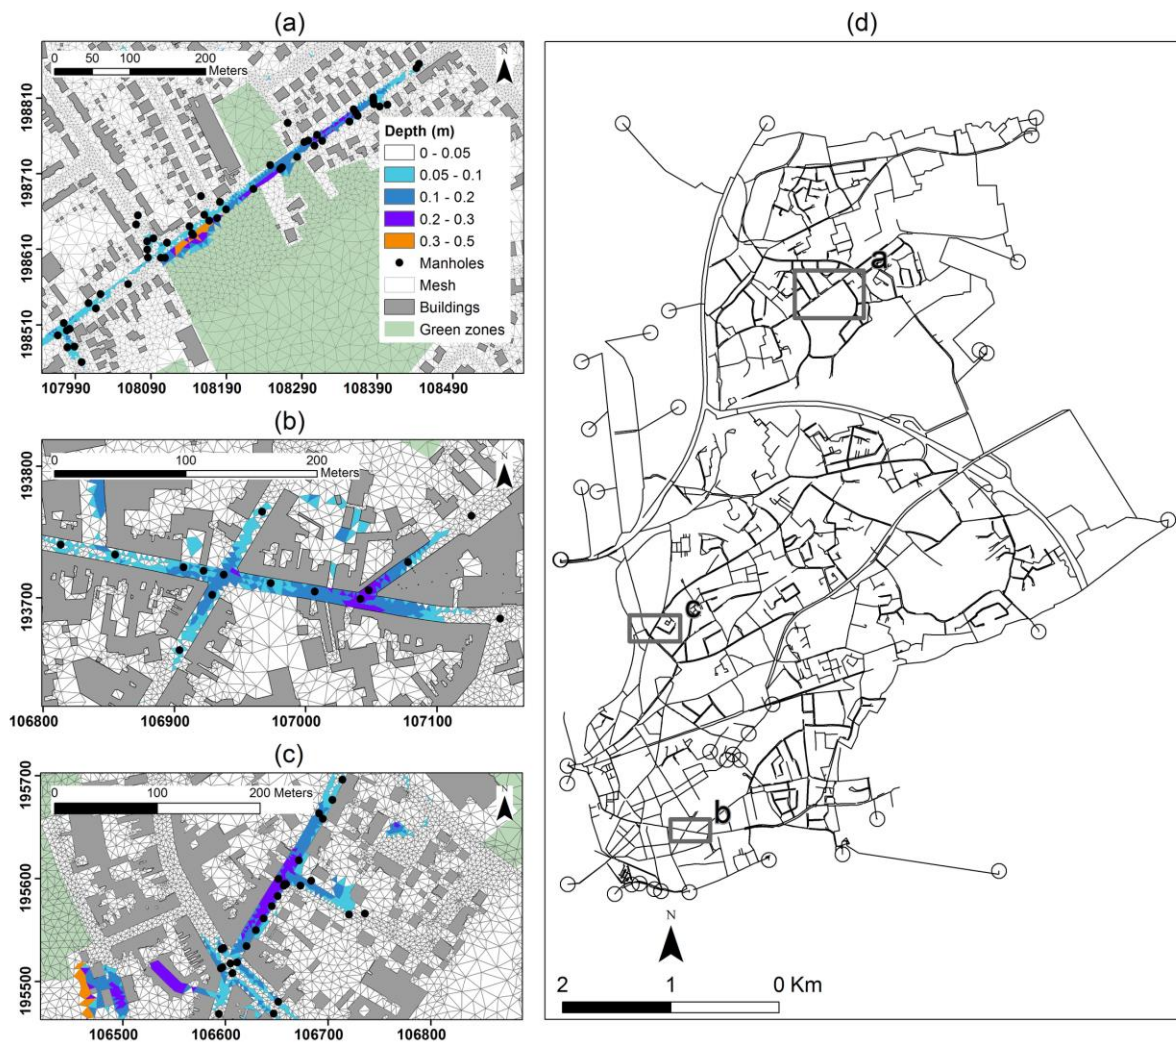 (a)
0 50 100 200
Meters
N
Depth (m)
0 - 0.05
0.05 - 0.1
0.1 - 0.2
0.2 - 0.3
0.3 - 0.5
Manholes
Mesh
Buildings
Green zones
198810
198710
198610
198510
107990 108090 108190 108290 108390 108490
(b)
0 100 200
Meters
N
193800
193700
106800 106900 107000 107100
(c)
0 100 200 Meters
N
195700
195600
195500
106500 106600 106700 106800
(d)
a
c
b
N
2 1 0 Km